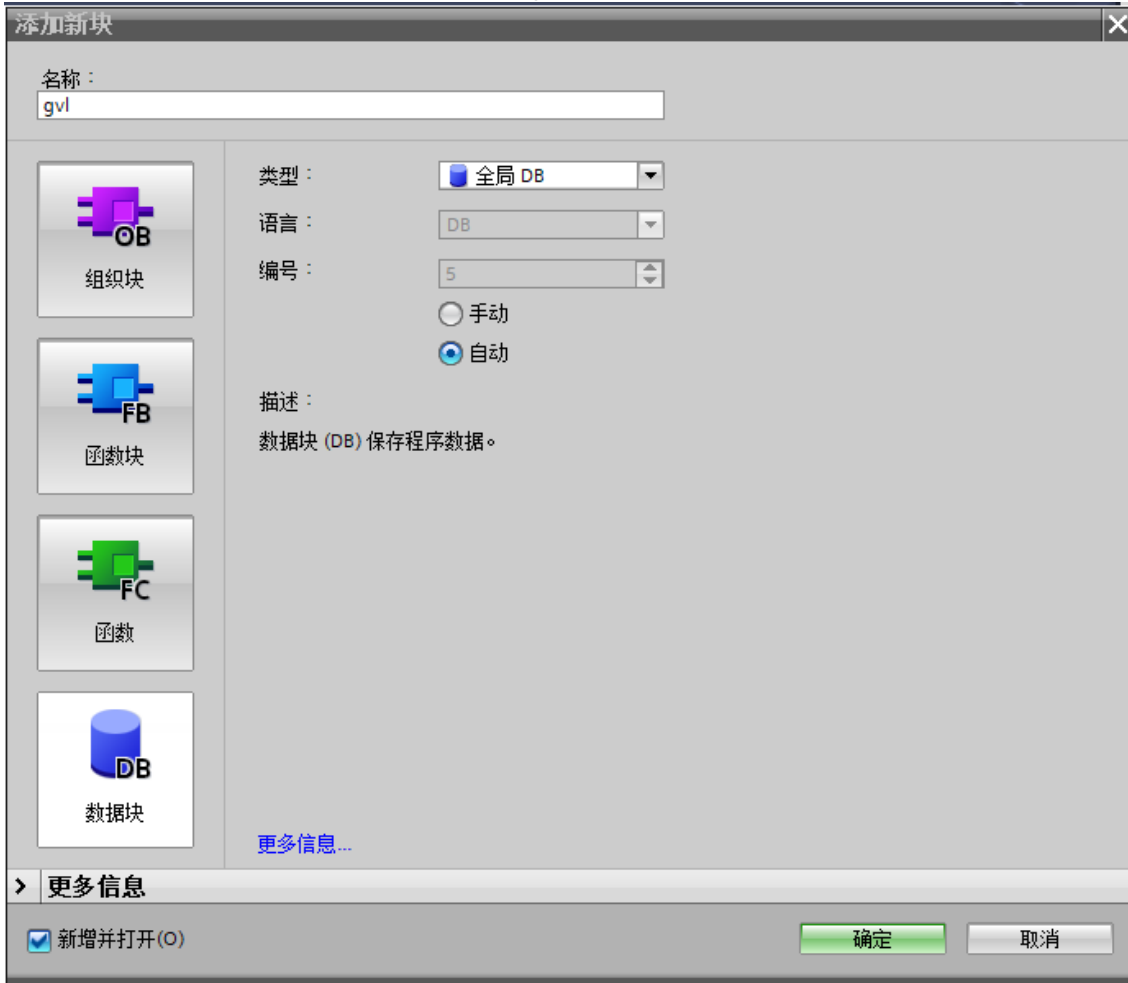 添加新块
名称：
gvl
OB
组织块
FB
函数块
FC
函数
DB
数据块
类型：
全局 DB
语言：
DB
编号：
5
手动
自动
描述：
数据块 (DB) 保存程序数据。
更多信息...
更多信息
新增并打开(O)
确定
取消